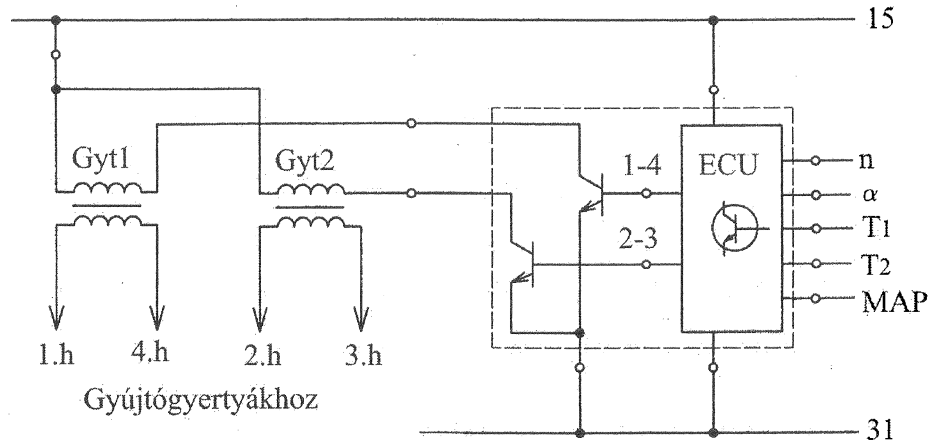 15
Gyt1
Gyt2
1-4
ECU
n
α
2-3
T1
T2
MAP
1.h
4.h
2.h
3.h
Gyújtógyertyákhoz
31